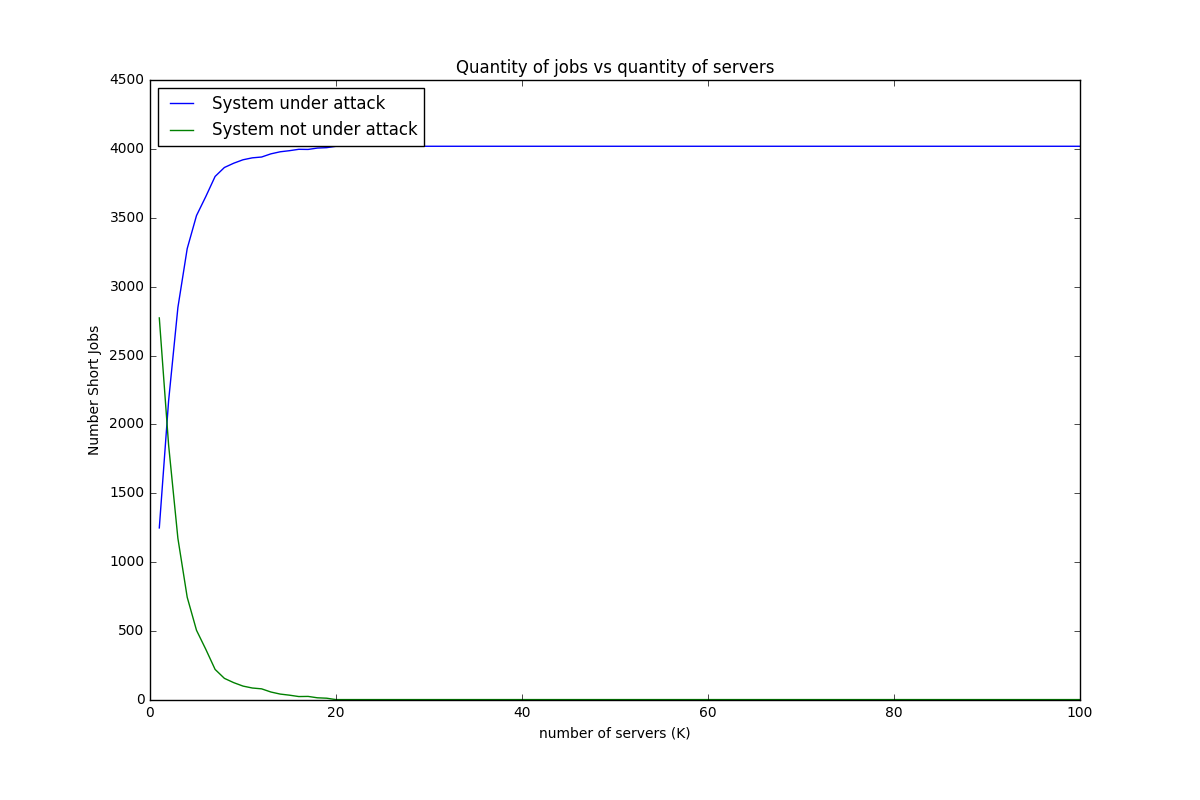 Quantity of jobs vs quantity of servers
System under attack
System not under attack
4500
4000
3500
3000
2500
2000
1500
1000
500
0
Number Short Jobs
0 20 40 60 80 100
number of servers (K)